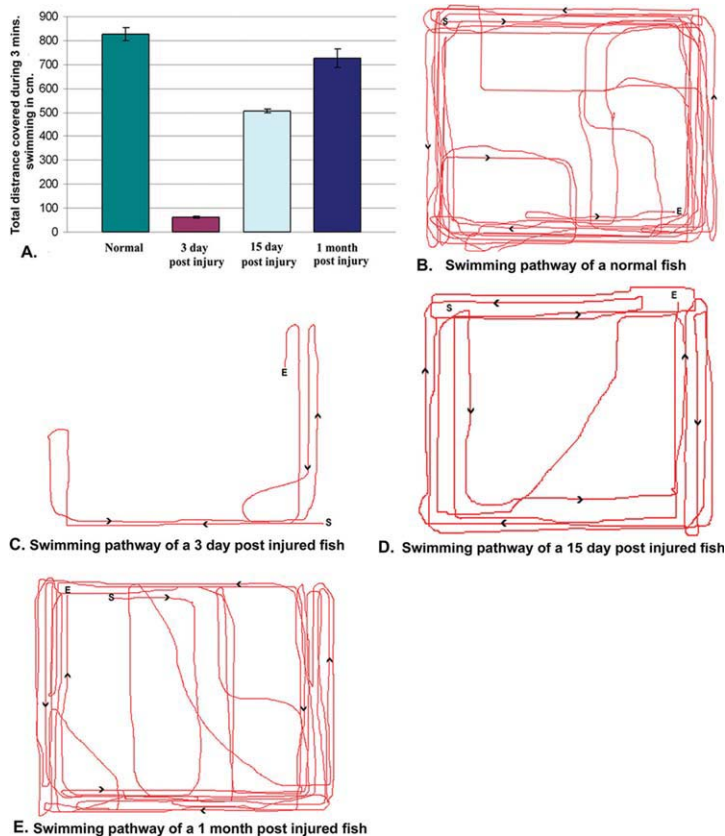 Total distrance covered during 3 mins.
swimming in cm.
900
800
700
600
500
400
300
200
100
0
Normal
3 day
post injury
15 day
post injury
1 month
post injury
A.
S
E
B. Swimming pathway of a normal fish
E
S
C. Swimming pathway of a 3 day post injured fish
S
E
D. Swimming pathway of a 15 day post injured fish
E
S
E. Swimming pathway of a 1 month post injured fish